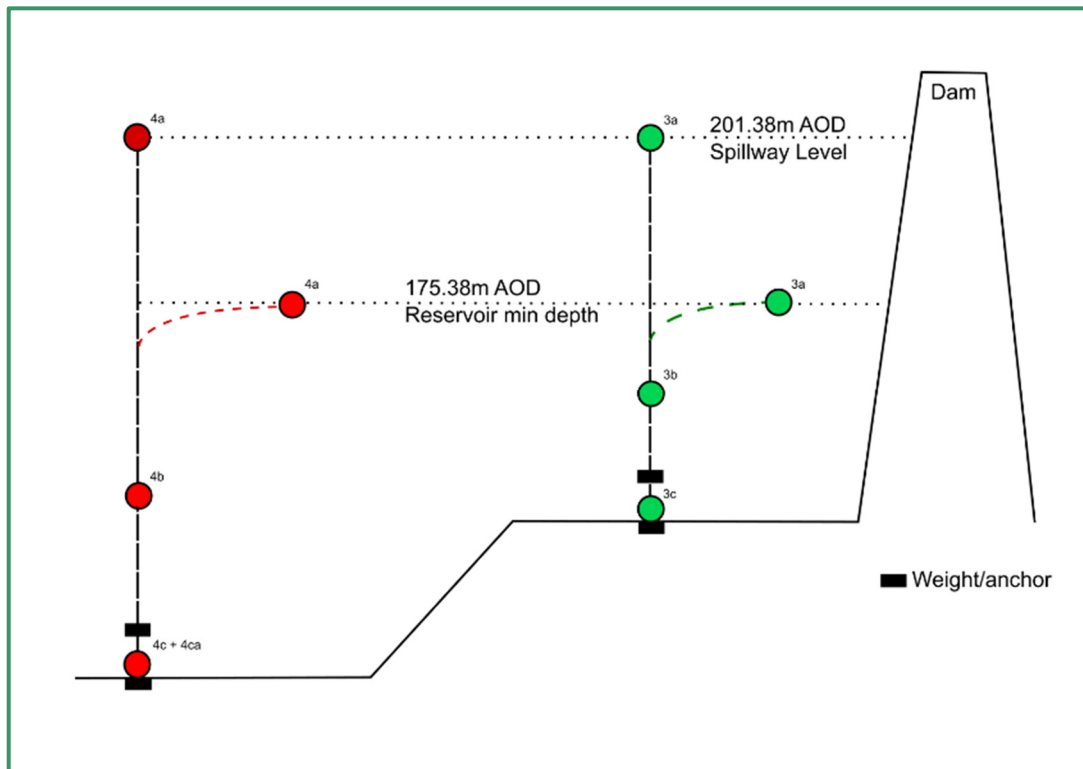 Dam
4a
3a
201.38m AOD
Spillway Level
4a
175.38m AOD
Reservoir min depth
3a
3b
4b
3c
Weight/anchor
4c + 4ca